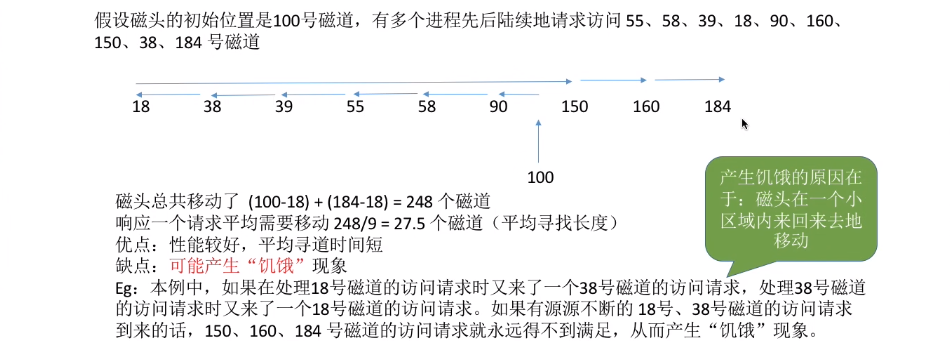 假设磁头的初始位置是100号磁道，有多个进程先后陆续地请求访问 55、58、39、18、90、160、
150、38、184 号磁道
18 38 39 55 58 90 150 160 184
100
磁头总共移动了 (100-18) + (184-18) = 248 个磁道
响应一个请求平均需要移动 248/9 = 27.5 个磁道（平均寻找长度）
优点：性能较好，平均寻道时间短
缺点：可能产生“饥饿”现象
Eg：本例中，如果在处理18号磁道的访问请求时又来了一个38号磁道的访问请求，处理38号磁道
的访问请求时又来了一个18号磁道的访问请求。如果有源源不断的 18号、38号磁道的访问请求
到来的话，150、160、184 号磁道的访问请求就永远得不到满足，从而产生“饥饿”现象。
产生饥饿的原因在
于：磁头在一个小
区域内来回来去地
移动